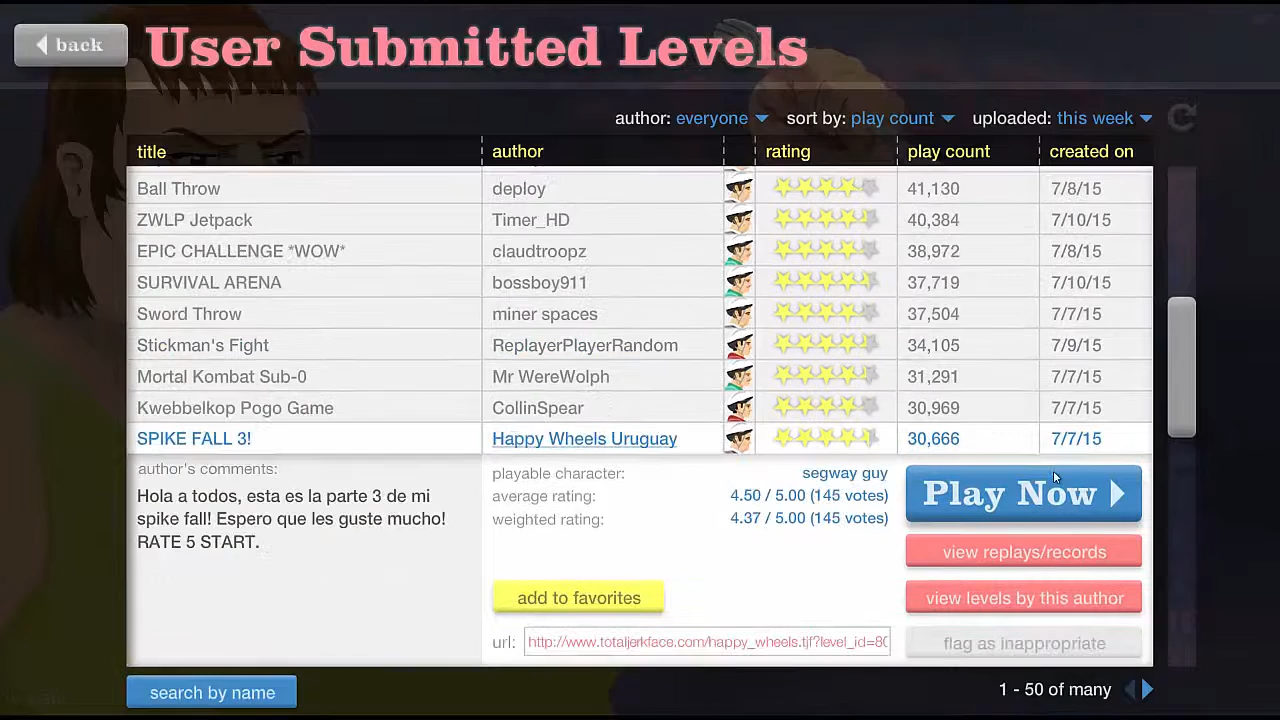 back
User Submitted Levels
author: everyone sort by: play count uploaded: this week
title author rating play count created on
Ball Throw deploy 41,130 7/8/15
ZWLP Jetpack Timer_HD 40,384 7/10/15
EPIC CHALLENGE *WOW* claudtroopz 38,972 7/8/15
SURVIVAL ARENA bossboy911 37,719 7/10/15
Sword Throw miner spaces 37,504 7/7/15
Stickman's Fight ReplayerPlayerRandom 34,105 7/9/15
Mortal Kombat Sub-0 Mr WereWolph 31,291 7/7/15
Kwebbelkop Pogo Game CollinSpear 30,969 7/7/15
SPIKE FALL 3! Happy Wheels Uruguay 30,666 7/7/15
author's comments:
Hola a todos, esta es la parte 3 de mi
spike fall! Espero que les guste mucho!
RATE 5 START.
playable character: segway guy
average rating: 4.50 / 5.00 (145 votes)
weighted rating: 4.37 / 5.00 (145 votes)
add to favorites
url: http://www.totaljerkface.com/happy_wheels.tjf?level_id=80
Play Now
view replays/records
view levels by this author
flag as inappropriate
search by name
1 - 50 of many